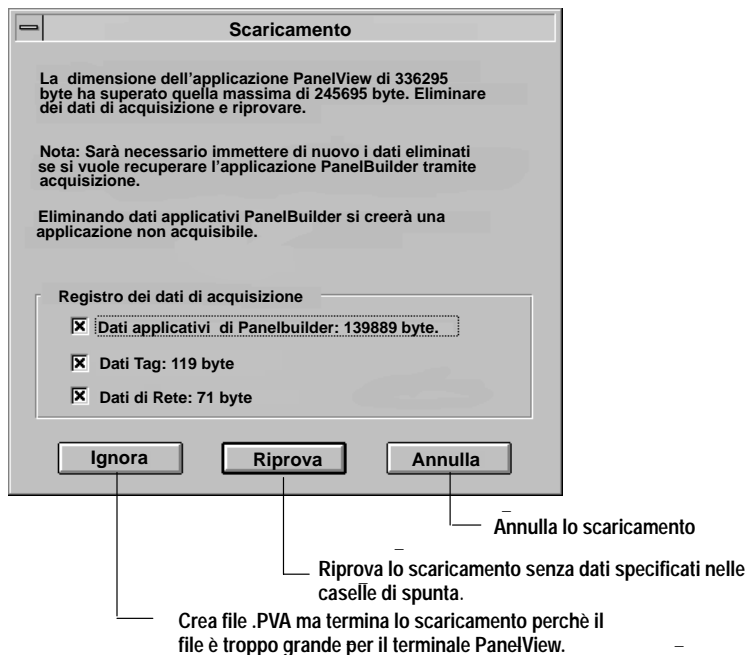 Scaricamento
La dimensione dell'applicazione PanelView di 336295
byte ha superato quella massima di 245695 byte. Eliminare
dei dati di acquisizione e riprovare.
Nota: Sarà necessario immettere di nuovo i dati eliminati
se si vuole recuperare l'applicazione PanelBuilder tramite
acquisizione.
Eliminando dati applicativi PanelBuilder si creerà una
applicazione non acquisibile.
Registro dei dati di acquisizione
Dati applicativi di Panelbuilder: 139889 byte.
Dati Tag: 119 byte
Dati di Rete: 71 byte
Ignora
Riprova
Annulla
Annulla lo scaricamento
Riprova lo scaricamento senza dati specificati nelle
caselle di spunta.
Crea file .PVA ma termina lo scaricamento perchè il
file è troppo grande per il terminale PanelView.